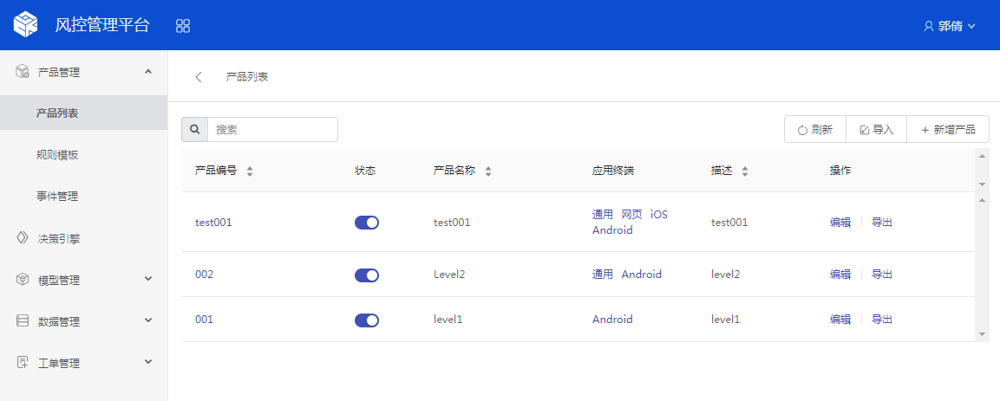 风控管理平台
郭倩
产品管理
产品列表
规则模板
事件管理
决策引擎
模型管理
数据管理
工单管理
产品列表
搜索
刷新 导入 + 新增产品
产品编号 状态 产品名称 应用终端 描述 操作
test001 test001 通用 网页 iOS Android test001 编辑 导出
002 Level2 通用 Android level2 编辑 导出
001 level1 Android level1 编辑 导出